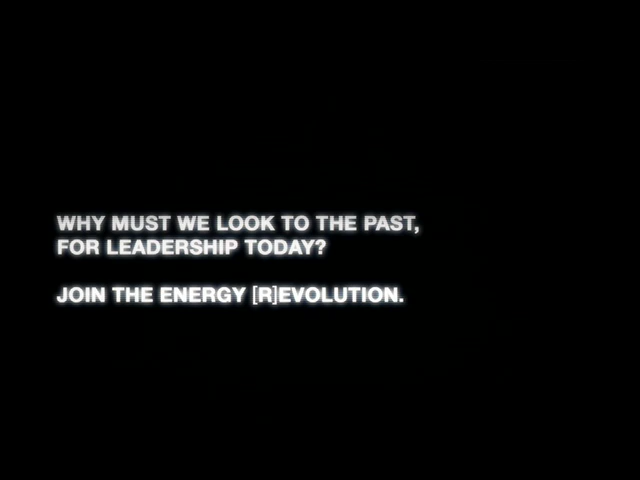 WHY MUST WE LOOK TO THE PAST,
FOR LEADERSHIP TODAY?
JOIN THE ENERGY [R]EVOLUTION.